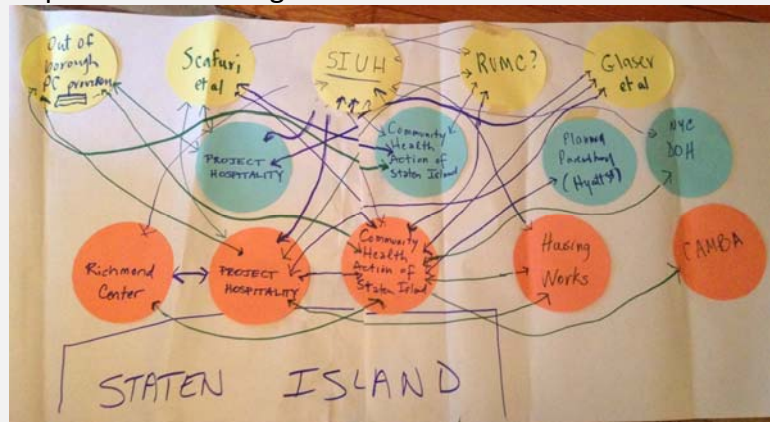 Out of
borough
PC providers
Scafuri
et al
SIUH
RUMC?
Glaser
et al
PROJECT
HOSPITALITY
Community
Health
Action of
Staten Island
Planned
Parenthood
(Hyatt St)
NYC
DOH
Richmond
Center
PROJECT
HOSPITALITY
Community
Health
Action of
Staten Island
Housing
Works
CAMBA
STATEN ISLAND